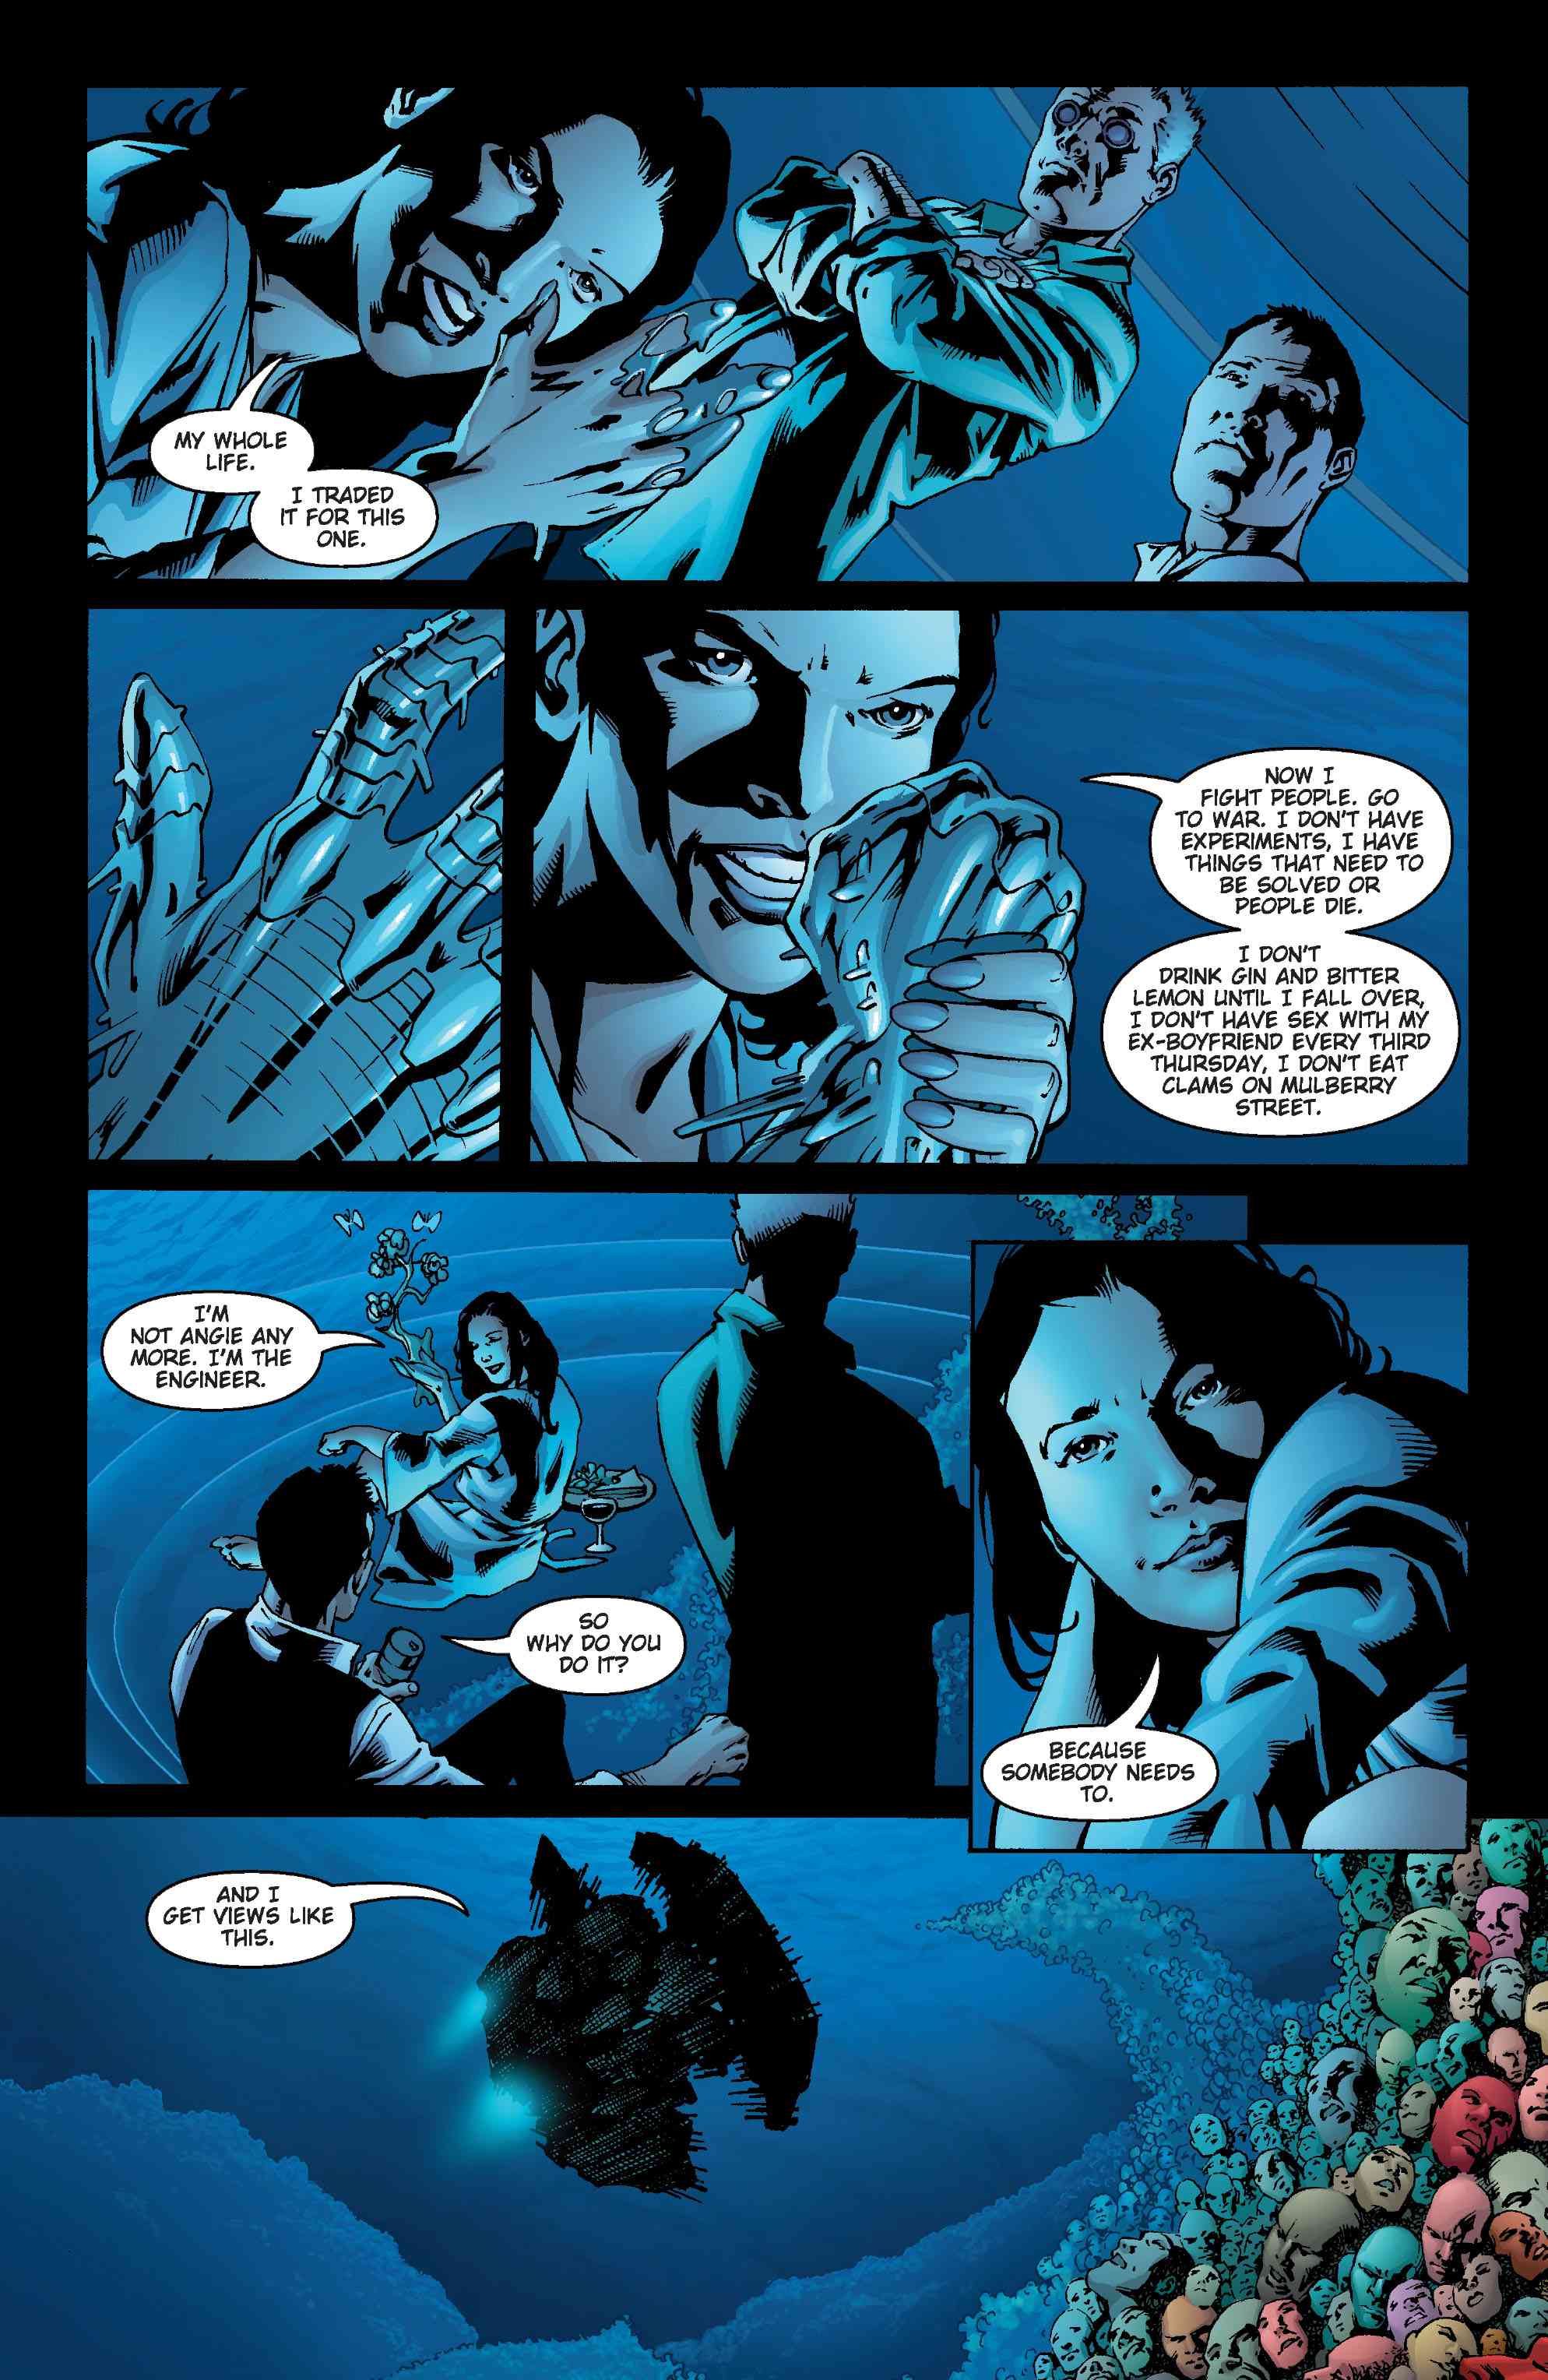 MY WHOLE
LIFE.
I TRADED
IT FOR THIS
ONE.
NOW I
FIGHT PEOPLE. GO
TO WAR. I DON'T HAVE
EXPERIMENTS, I HAVE
THINGS THAT NEED TO
BE SOLVED OR
PEOPLE DIE.
I DON'T
DRINK GIN AND BITTER
LEMON UNTIL I FALL OVER,
I DON'T HAVE SEX WITH MY
EX-BOYFRIEND EVERY THIRD
THURSDAY, I DON'T EAT
CLAMS ON MULBERRY
STREET.
I'M
NOT ANGIE ANY
MORE. I'M THE
ENGINEER.
SO
WHY DO YOU
DO IT?
BECAUSE
SOMEBODY NEEDS
TO.
AND I
GET VIEWS LIKE
THIS.